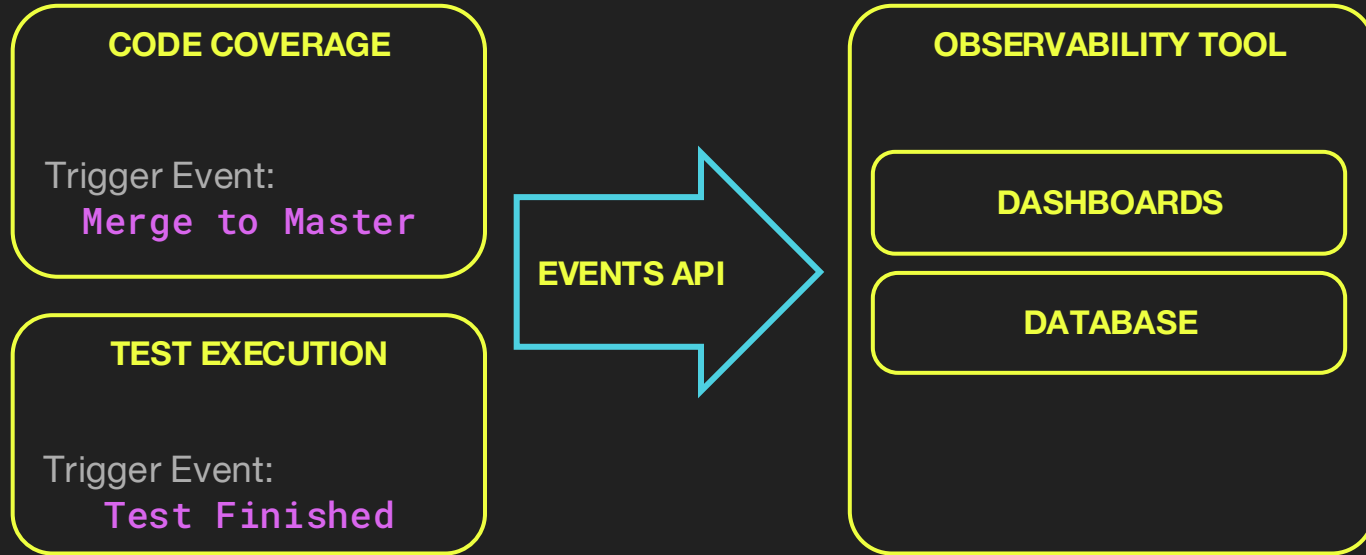 CODE COVERAGE
Trigger Event:
Merge to Master
TEST EXECUTION
Trigger Event:
Test Finished
EVENTS API
OBSERVABILITY TOOL
DASHBOARDS
DATABASE